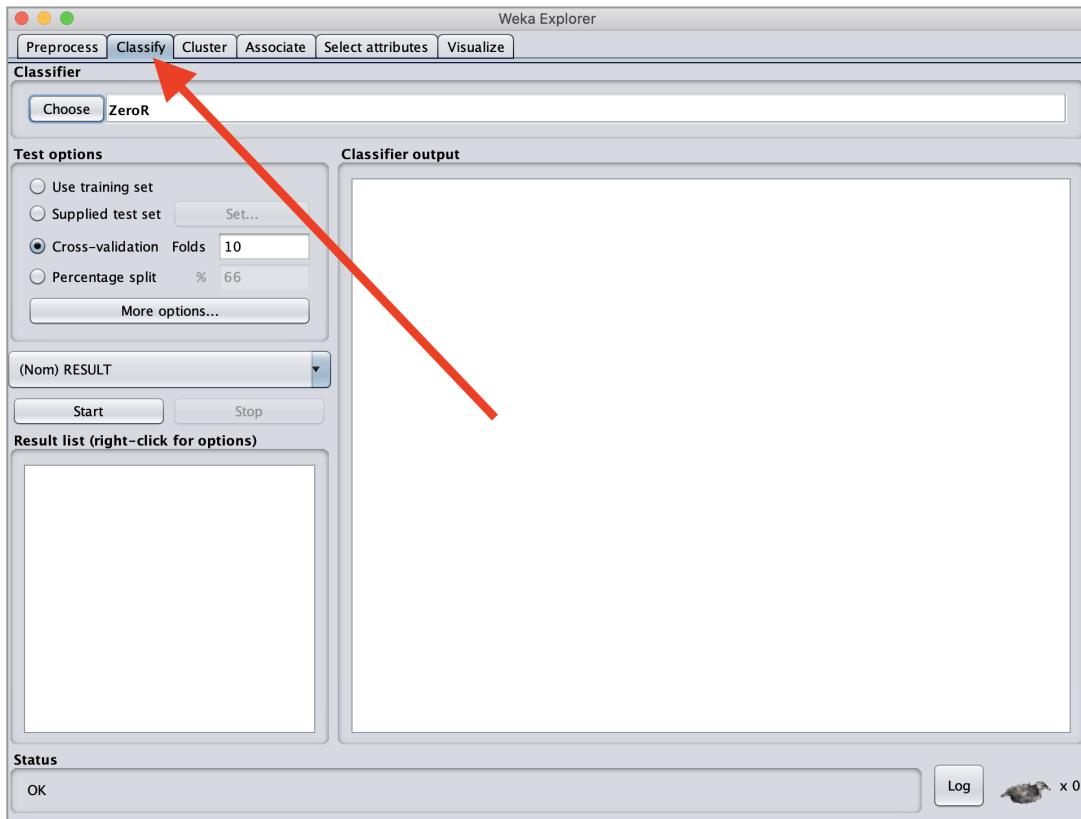 Weka Explorer
Preprocess Classify Cluster Associate Select attributes Visualize
Classifier
Choose ZeroR
Test options
Classifier output
Use training set
Supplied test set Set...
Cross-validation Folds 10
Percentage split % 66
More options...
(Nom) RESULT
Start Stop
Result list (right-click for options)
Status
OK
Log
x 0